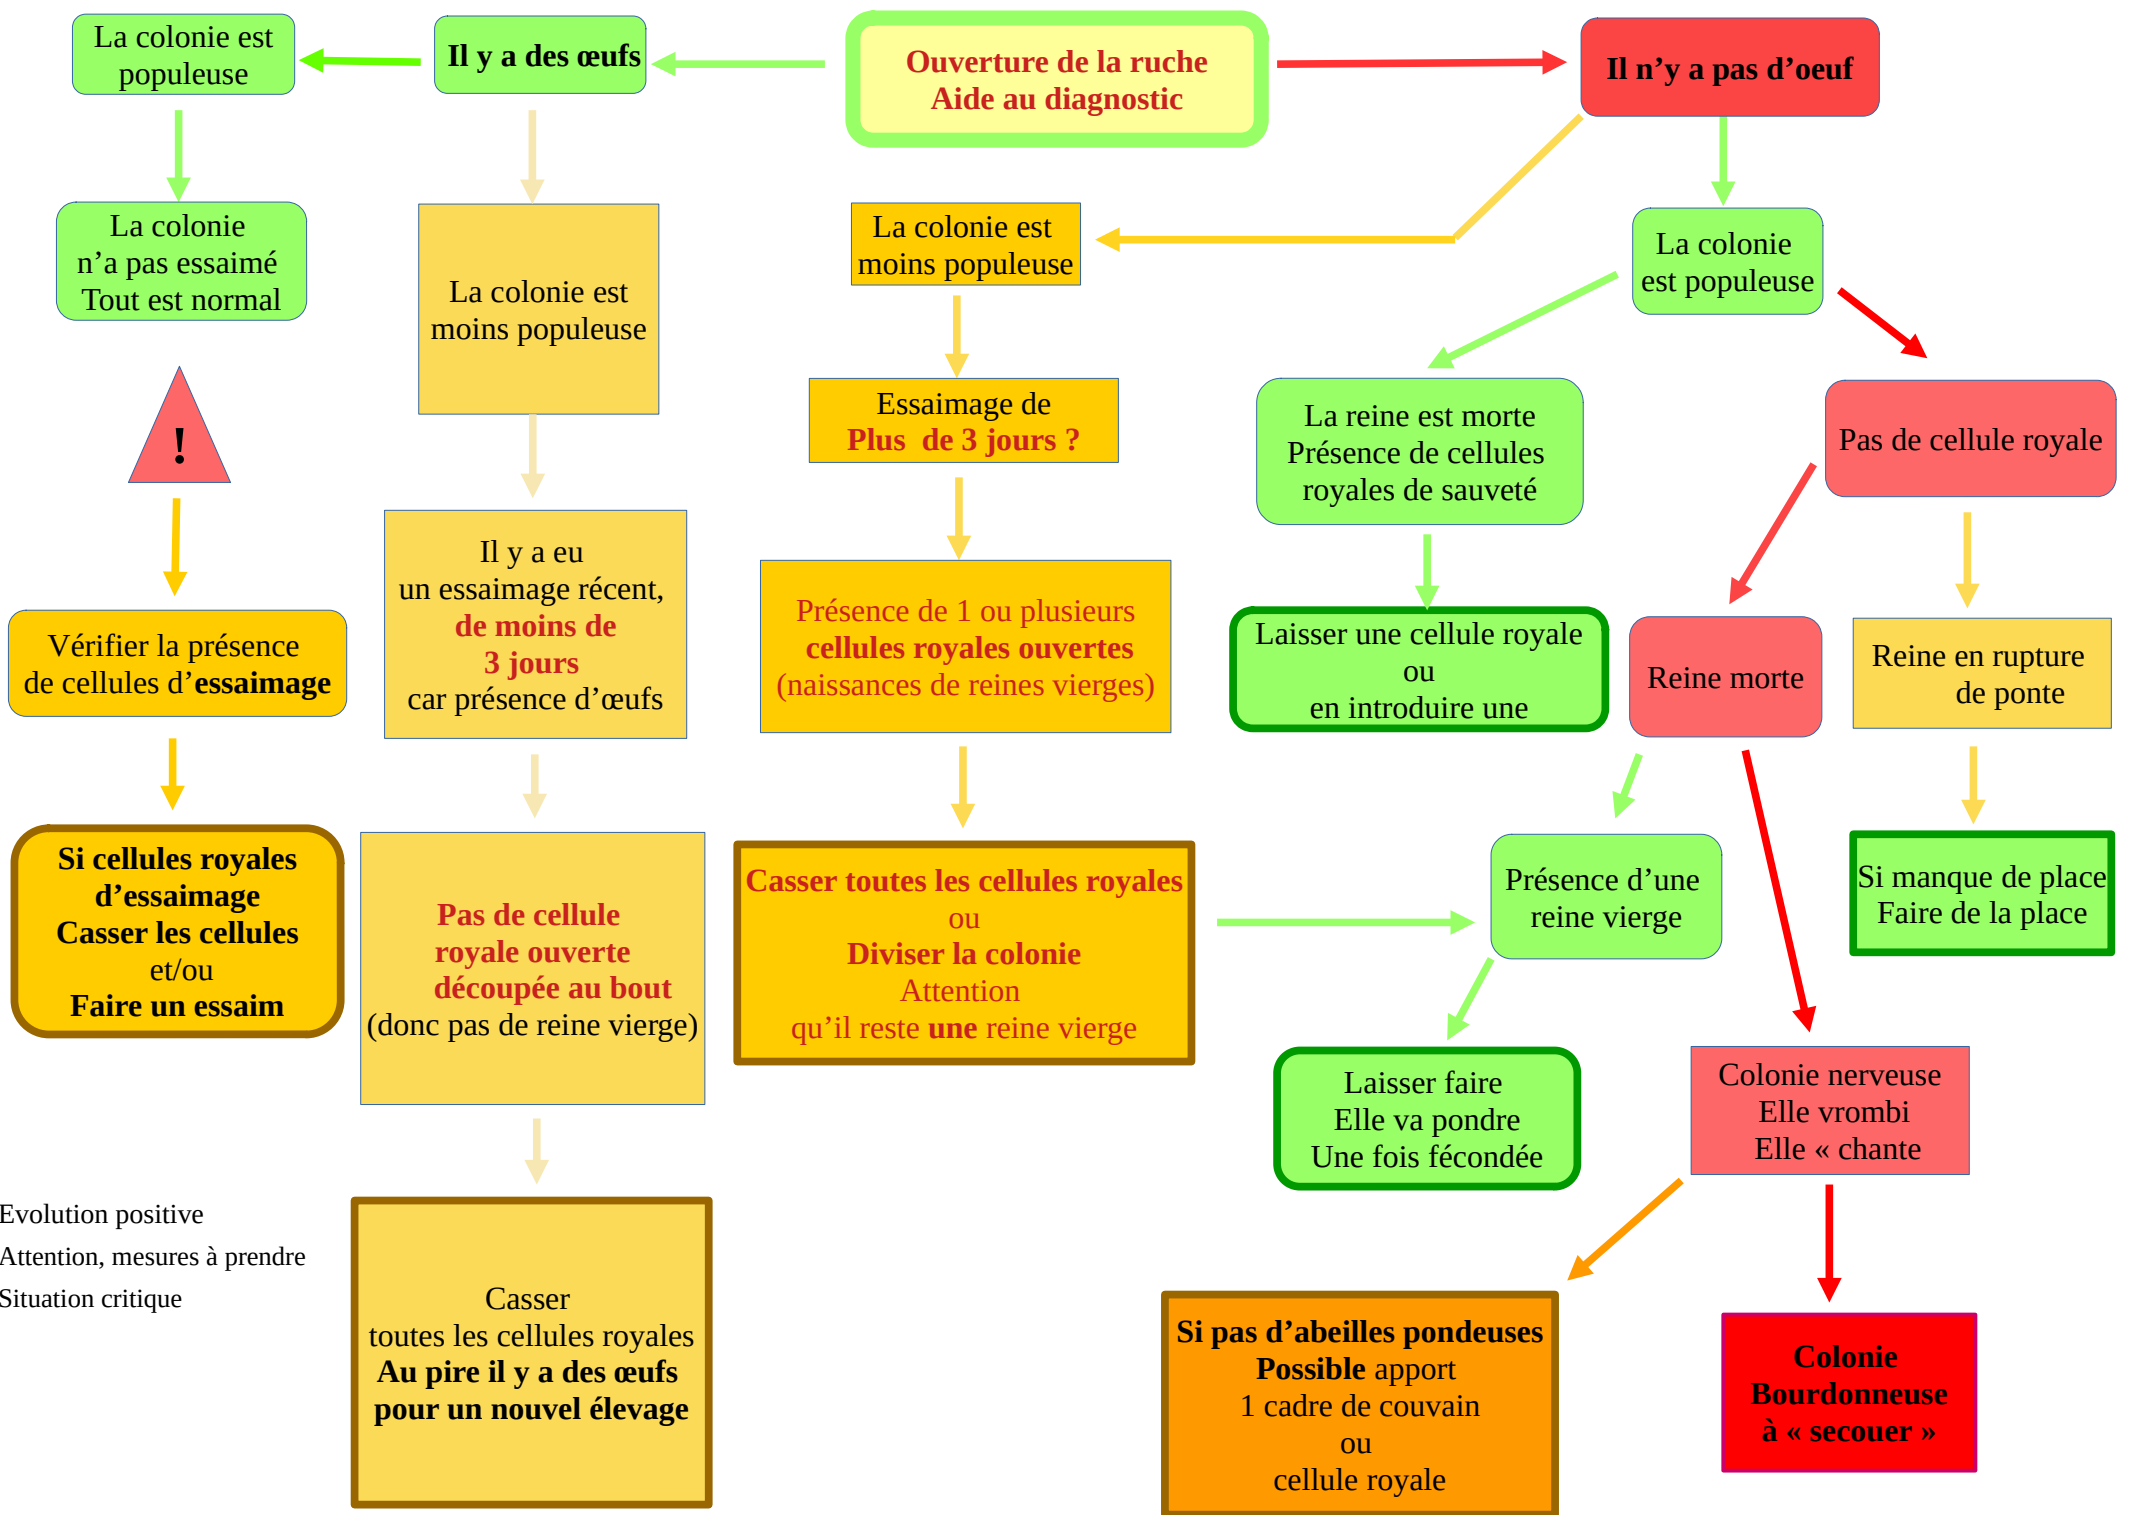 La colonie est
populeuse
Il y a des œufs
Ouverture de la ruche
Aide au diagnostic
Il n’y a pas d’oeuf
La colonie
n’a pas essaimé
Tout est normal
La colonie est
moins populeuse
La colonie est
moins populeuse
La colonie
est populeuse
!
Essaimage de
Plus de 3 jours ?
La reine est morte
Présence de cellules
royales de sauveté
Pas de cellule royale
Vérifier la présence
de cellules d’essaimage
Il y a eu
un essaimage récent,
de moins de
3 jours
car présence d’œufs
Présence de 1 ou plusieurs
cellules royales ouvertes
(naissances de reines vierges)
Laisser une cellule royale
ou
en introduire une
Reine morte
Reine en rupture
de ponte
Si cellules royales
d’essaimage
Casser les cellules
et/ou
Faire un essaim
Pas de cellule
royale ouverte
découpée au bout
(donc pas de reine vierge)
Casser toutes les cellules royales
ou
Diviser la colonie
Attention
qu’il reste une reine vierge
Présence d’une
reine vierge
Si manque de place
Faire de la place
Laisser faire
Elle va pondre
Une fois fécondée
Colonie nerveuse
Elle vrombi
Elle « chante
Evolution positive
Attention, mesures à prendre
Situation critique
Casser
toutes les cellules royales
Au pire il y a des œufs
pour un nouvel élevage
Si pas d’abeilles pondeuses
Possible apport
1 cadre de couvain
ou
cellule royale
Colonie
Bourdonneuse
à « secouer »